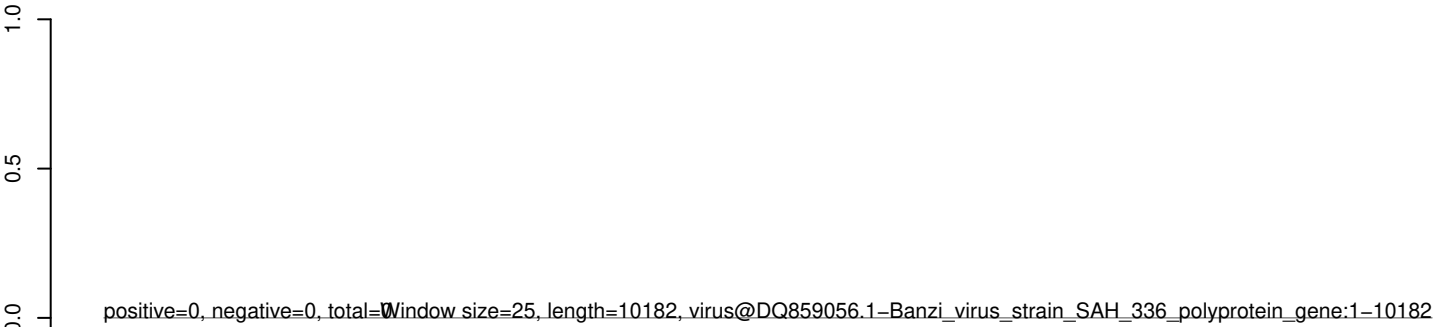 1.0
0.5
0.0
positive=0, negative=0, total=0
Window size=25, length=10182, virus@DQ859056.1−Banzi_virus_strain_SAH_336_polyprotein_gene:1−10182